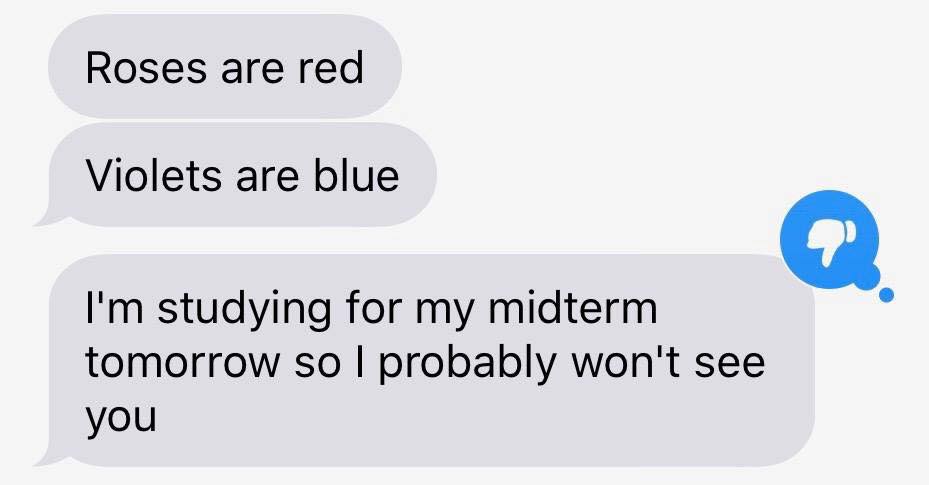 Roses are red
Violets are blue
I'm studying for my midterm
tomorrow so I probably won't see
you